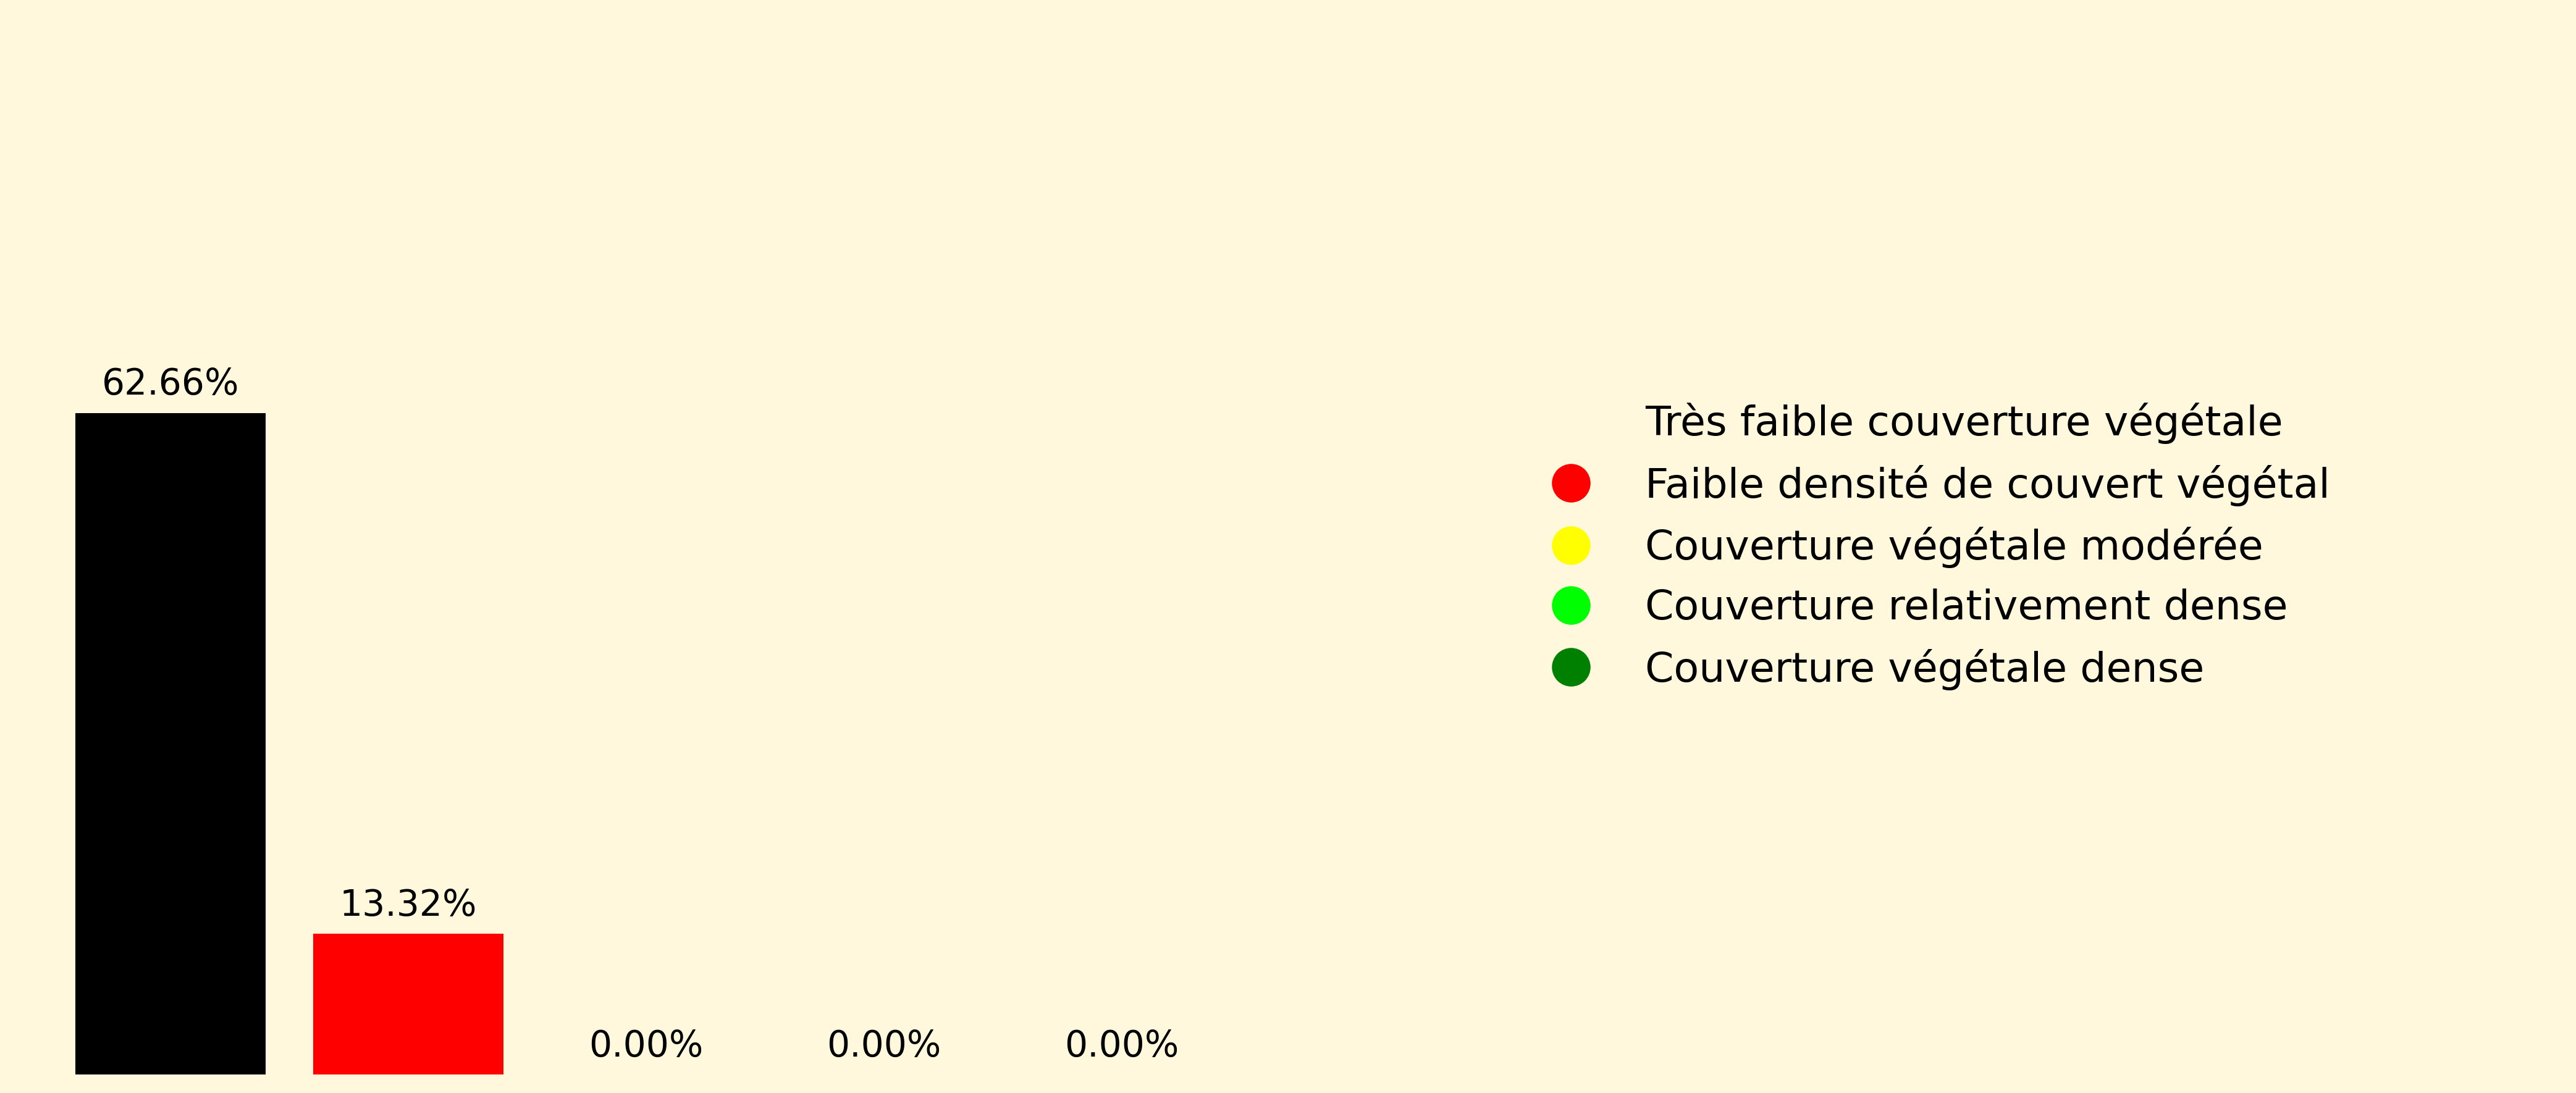 62.66%
13.32%
0.00%
0.00%
0.00%
Très faible couverture végétale
Faible densité de couvert végétal
Couverture végétale modérée
Couverture relativement dense
Couverture végétale dense